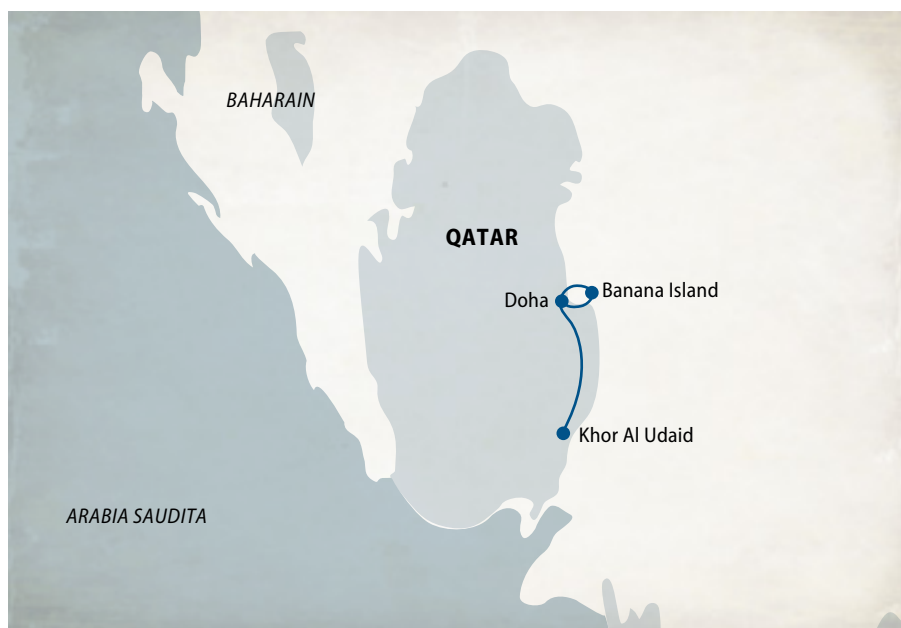 BAHARAIN
QATAR
Banana Island
Doha
Khor Al Udaid
ARABIA SAUDITA